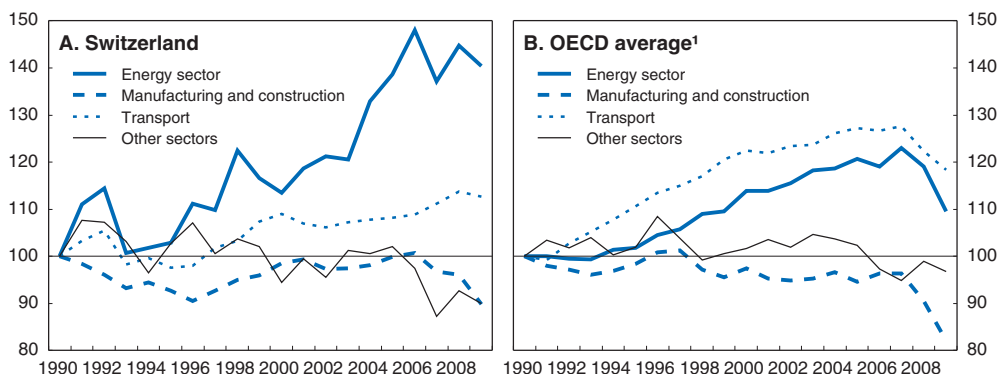 150
140
130
120
110
100
90
80
A. Switzerland
Energy sector
Manufacturing and construction
Transport
Other sectors
1990 1992 1994 1996 1998 2000 2002 2004 2006 2008
B. OECD average¹
Energy sector
Manufacturing and construction
Transport
Other sectors
1990 1992 1994 1996 1998 2000 2002 2004 2006 2008
150
140
130
120
110
100
90
80